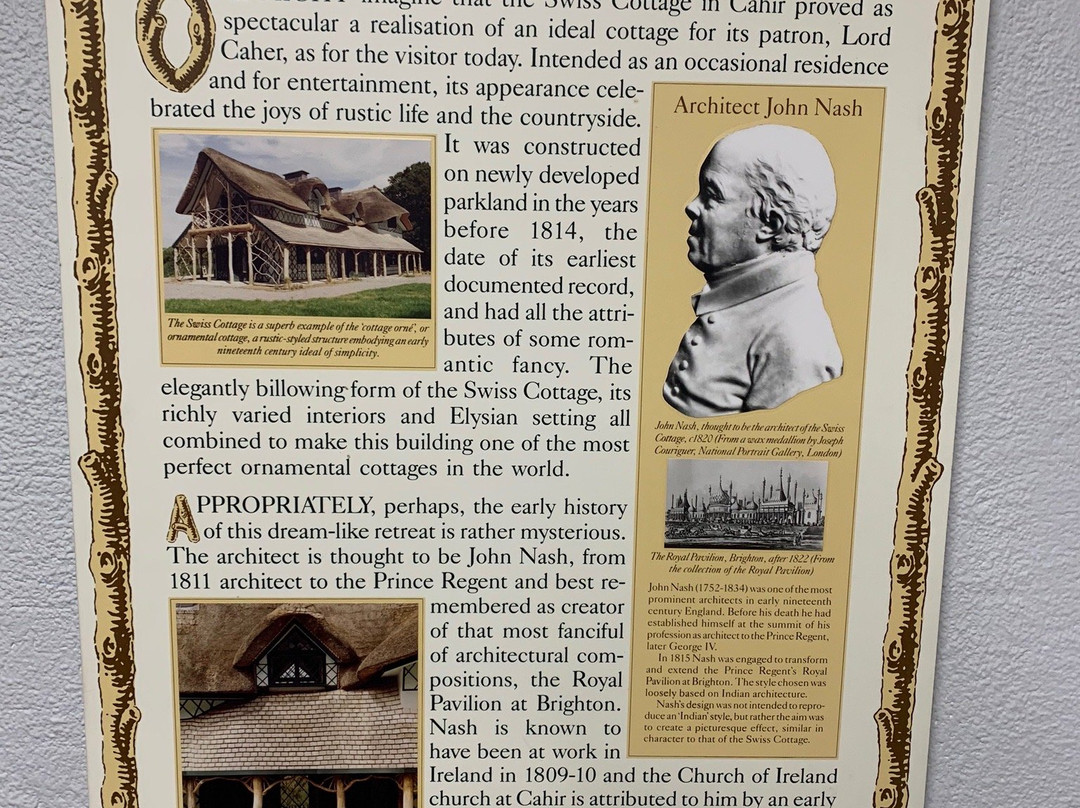 imagine that the Swiss Cottage in Cahir proved as
spectacular a realisation of an ideal cottage for its patron, Lord
Caher, as for the visitor today. Intended as an occasional residence
and for entertainment, its appearance cele-
brated the joys of rustic life and the countryside.
It was constructed
on newly developed
parkland in the years
before 1814, the
date of its earliest
documented record,
and had all the attri-
butes of some rom-
antic fancy. The
The Swiss Cottage is a superb example of the 'cottage orné', or
ornamental cottage, a rustic-styled structure embodying an early
nineteenth century ideal of simplicity.
elegantly billowing form of the Swiss Cottage, its
richly varied interiors and Elysian setting all
combined to make this building one of the most
perfect ornamental cottages in the world.
APPROPRIATELY, perhaps, the early history
of this dream-like retreat is rather mysterious.
The architect is thought to be John Nash, from
1811 architect to the Prince Regent and best re-
membered as creator
of that most fanciful
of architectural com-
positions, the Royal
Pavilion at Brighton.
Nash is known to
have been at work in
Ireland in 1809-10 and the Church of Ireland
church at Cahir is attributed to him by an early
Architect John Nash
John Nash, thought to be the architect of the Swiss
Cottage, c1820 (From a wax medallion by Joseph
Couriguer, National Portrait Gallery, London)
The Royal Pavilion, Brighton, after 1822 (From
the collection of the Royal Pavilion)
John Nash (1752-1834) was one of the most
prominent architects in early nineteenth
century England. Before his death he had
established himself at the summit of his
profession as architect to the Prince Regent,
later George IV.
In 1815 Nash was engaged to transform
and extend the Prince Regent's Royal
Pavilion at Brighton. The style chosen was
loosely based on Indian architecture.
Nash's design was not intended to repro-
duce an 'Indian' style, but rather the aim was
to create a picturesque effect, similar in
character to that of the Swiss Cottage.